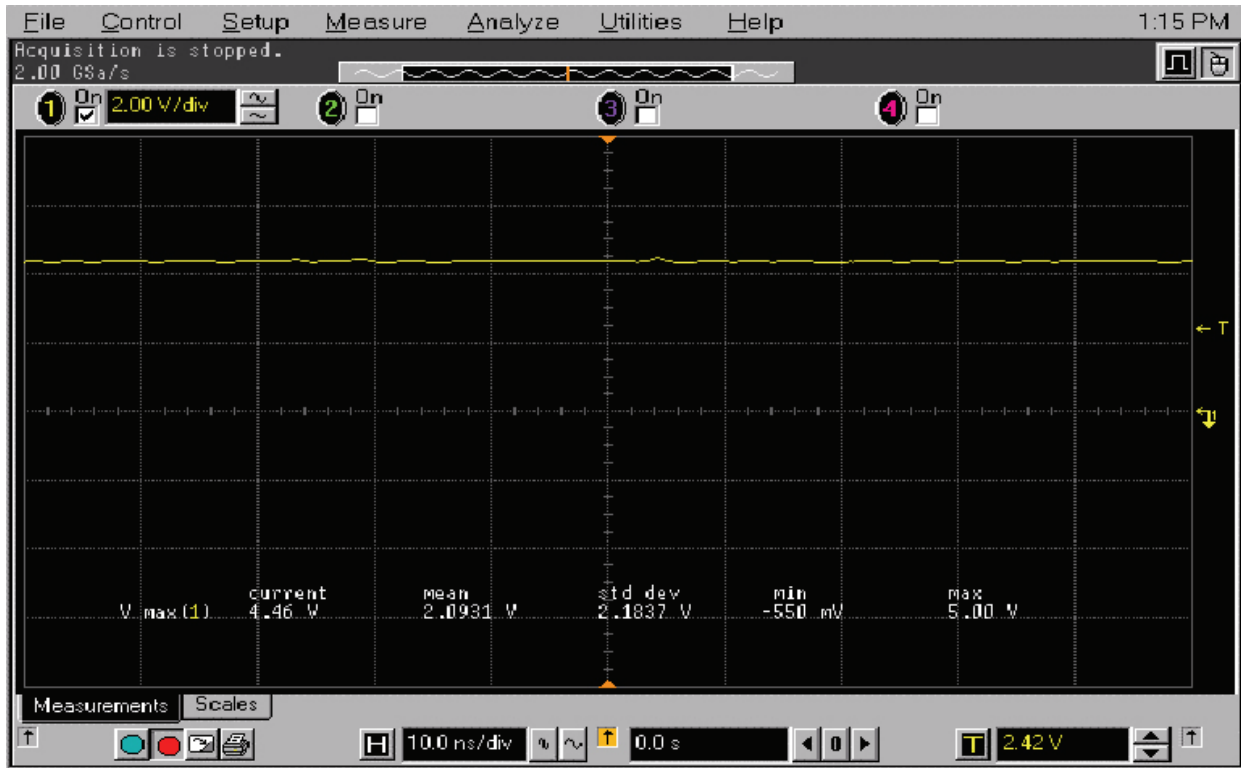 File Control Setup Measure Analyze Utilities Help 1:15 PM
Acquisition is stopped.
2.00 GSa/s
1 On 2.00 V/div 2 On 3 On 4 On
← T
1
current mean std dev min max
V max(1) 4.46 V 2.0931 V 2.1837 V -550 mV 5.00 V
Measurements Scales
H 10.0 ns/div 0.0 s 0 T 2.42 V